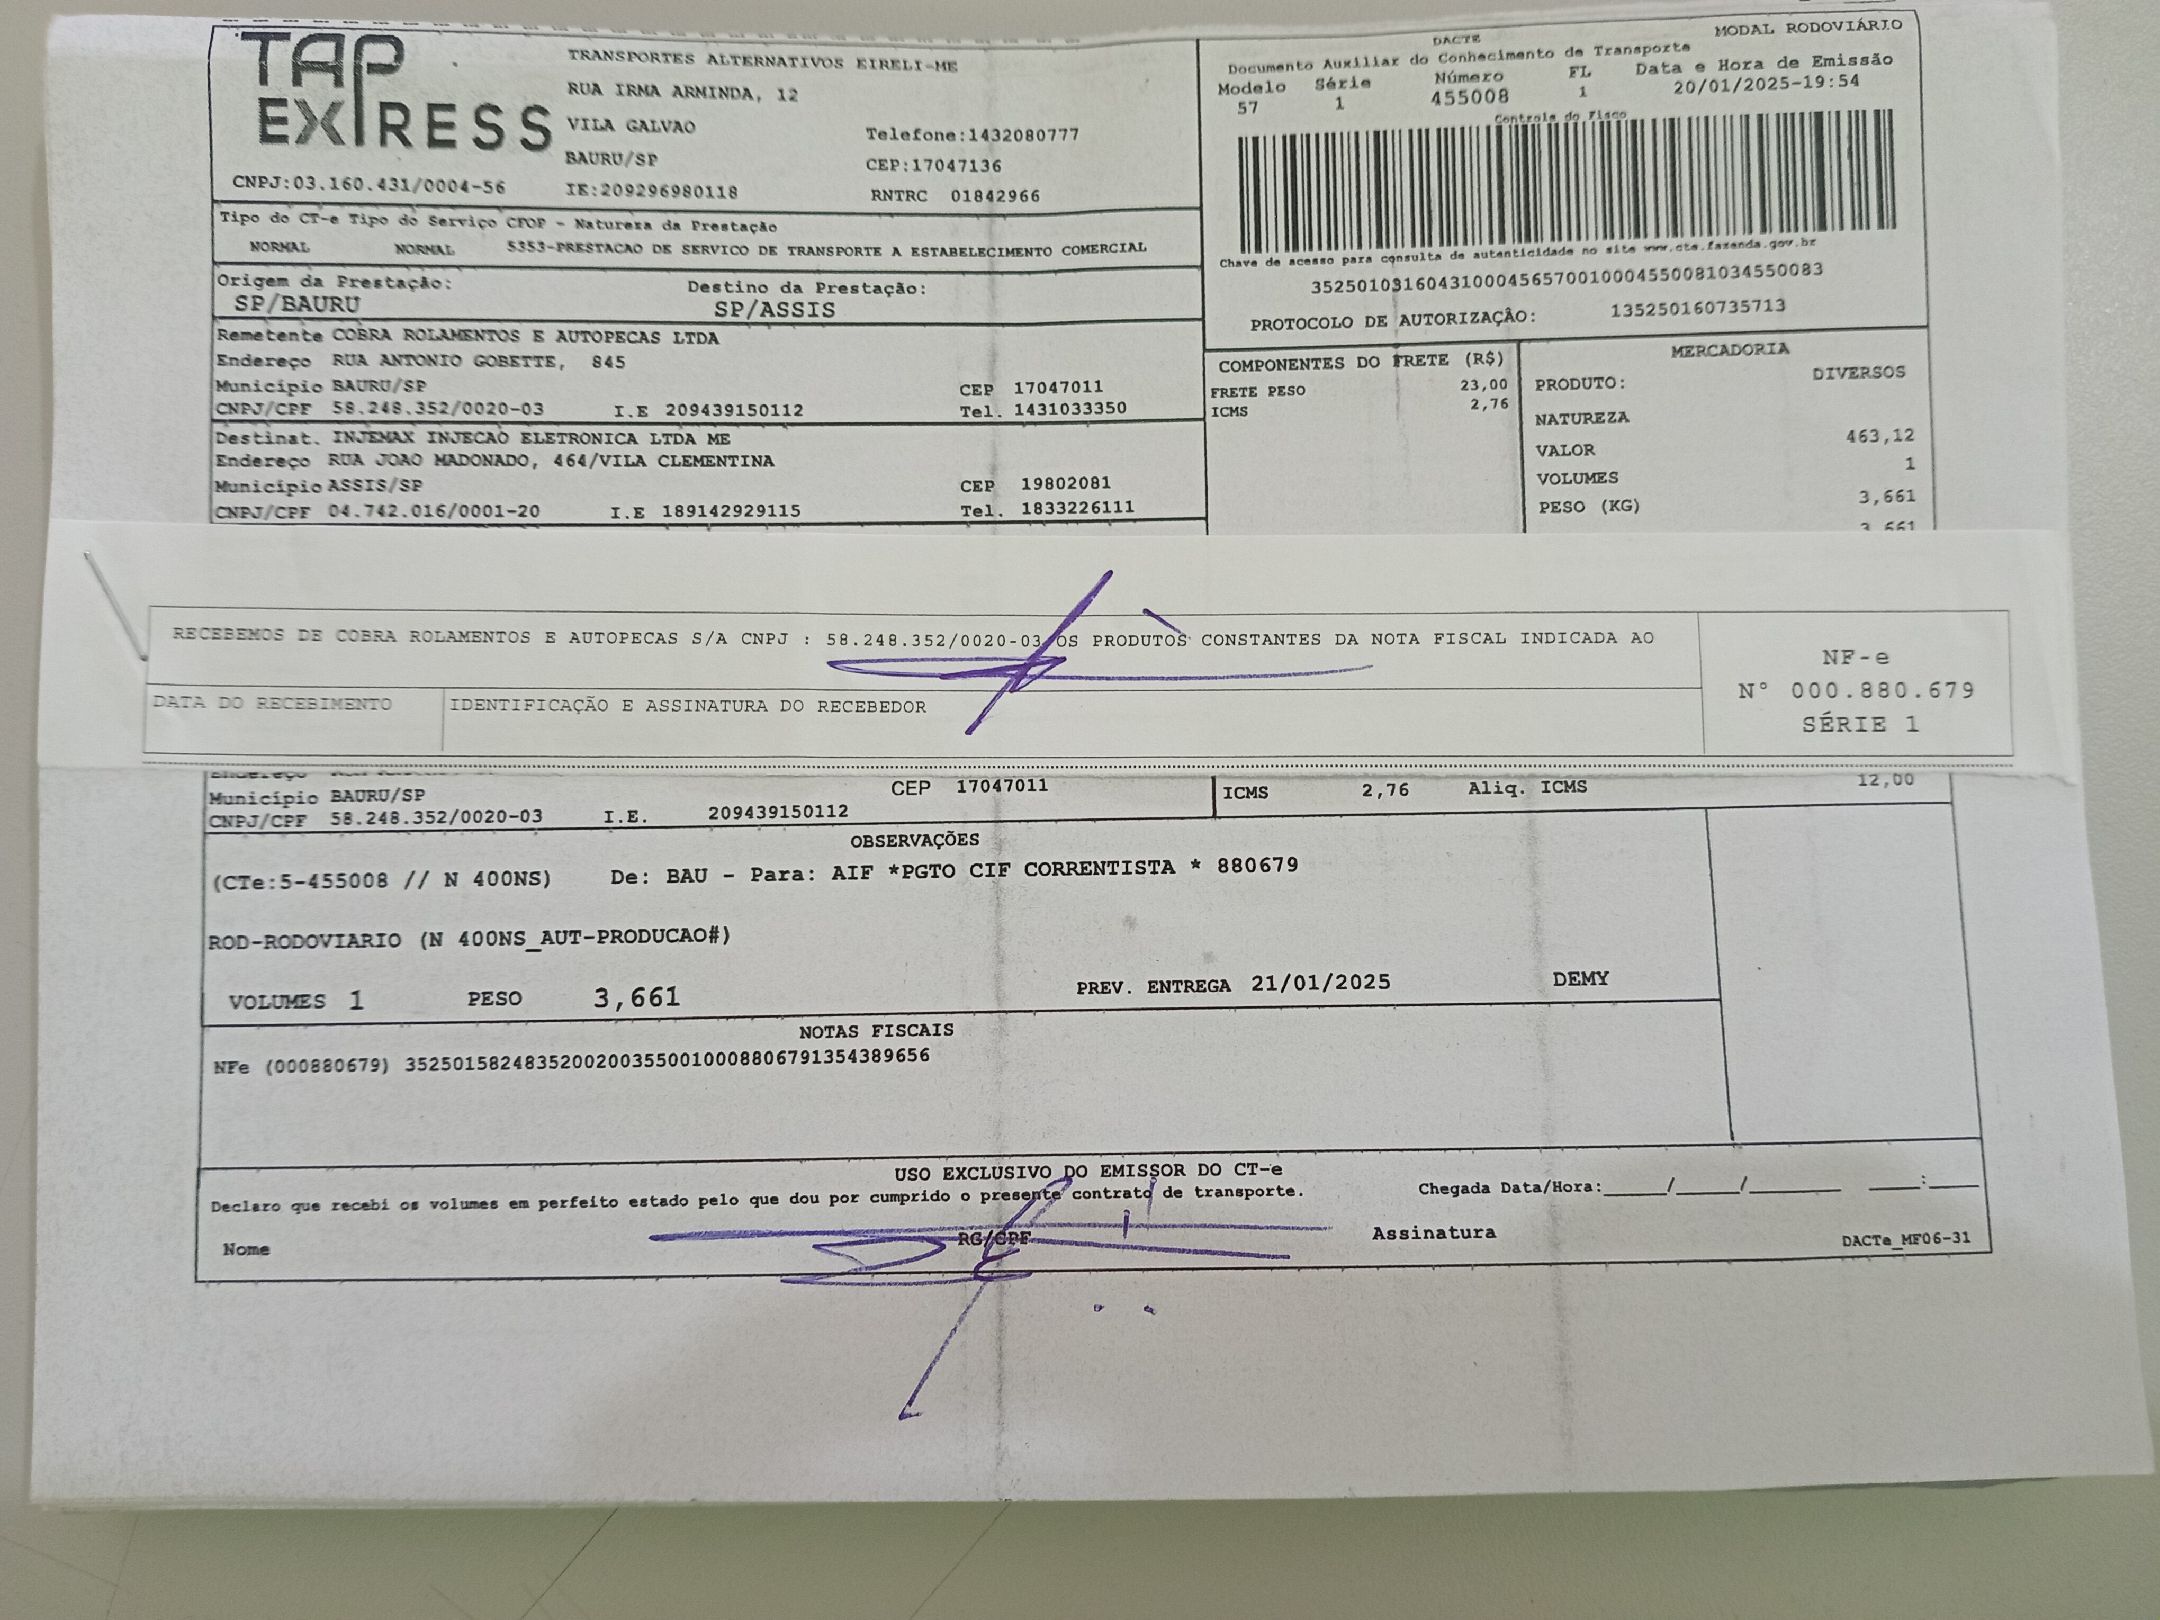 TAP EXPRESS
TRANSPORTES ALTERNATIVOS EIRELI-ME
RUA IRMA ARMINDA, 12
VILA GALVAO
Telefone:1432080777
BAURU/SP
CEP:17047136
CNPJ:03.160.431/0004-56
IE:209296980118
RNTRC 01842966
DACTE
MODAL RODOVIÁRIO
Documento Auxiliar do Conhecimento de Transporte
Modelo Série Número FL Data e Hora de Emissão
57 1 455008 1 20/01/2025-19:54
Controle do Fisco
Chave de acesso para consulta de autenticidade no site www.cte.fazenda.gov.br
35250103160431000456570010004550081034550083
PROTOCOLO DE AUTORIZAÇÃO: 135250160735713
Tipo do CT-e Tipo do Serviço CFOP - Natureza da Prestação
NORMAL NORMAL 5353-PRESTACAO DE SERVICO DE TRANSPORTE A ESTABELECIMENTO COMERCIAL
Origem da Prestação: Destino da Prestação:
SP/BAURU SP/ASSIS
Remetente COBRA ROLAMENTOS E AUTOPECAS LTDA
Endereço RUA ANTONIO GOBETTE, 845
Município BAURU/SP CEP 17047011
CNPJ/CPF 58.248.352/0020-03 I.E 209439150112 Tel. 1431033350
Destinat. INJEMAX INJECAO ELETRONICA LTDA ME
Endereço RUA JOAO MADONADO, 464/VILA CLEMENTINA
Município ASSIS/SP CEP 19802081
CNPJ/CPF 04.742.016/0001-20 I.E 189142929115 Tel. 1833226111
COMPONENTES DO FRETE (R$)
FRETE PESO 23,00
ICMS 2,76
MERCADORIA
PRODUTO: DIVERSOS
NATUREZA
VALOR 463,12
VOLUMES 1
PESO (KG) 3,661
3,661
RECEBEMOS DE COBRA ROLAMENTOS E AUTOPECAS S/A CNPJ : 58.248.352/0020-03 OS PRODUTOS CONSTANTES DA NOTA FISCAL INDICADA AO
DATA DO RECEBIMENTO
IDENTIFICAÇÃO E ASSINATURA DO RECEBEDOR
NF-e
N° 000.880.679
SÉRIE 1
Endereço
Município BAURU/SP CEP 17047011
CNPJ/CPF 58.248.352/0020-03 I.E. 209439150112
ICMS 2,76 Aliq. ICMS 12,00
OBSERVAÇÕES
(CTe:5-455008 // N 400NS) De: BAU - Para: AIF *PGTO CIF CORRENTISTA * 880679
ROD-RODOVIARIO (N 400NS_AUT-PRODUCAO#)
VOLUMES 1 PESO 3,661 PREV. ENTREGA 21/01/2025 DEMY
NOTAS FISCAIS
NFe (000880679) 35250158248352002003550010008806791354389656
USO EXCLUSIVO DO EMISSOR DO CT-e
Declaro que recebi os volumes em perfeito estado pelo que dou por cumprido o presente contrato de transporte.
Chegada Data/Hora:____/____/______ ____:____
Nome RG/CPF Assinatura
DACTe_MF06-31